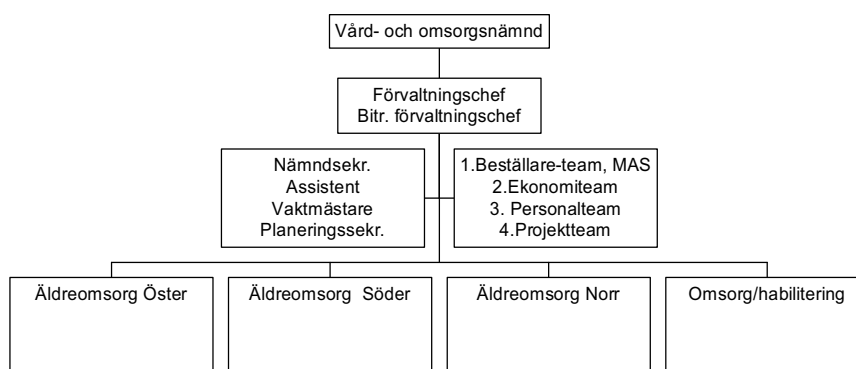 Vård- och omsorgsnämnd
Förvaltningschef
Bitr. förvaltningschef
Nämndsekr.
Assistent
Vaktmästare
Planeringssekr.
1.Beställare-team, MAS
2.Ekonomiteam
3. Personalteam
4.Projektteam
Äldreomsorg Öster
Äldreomsorg Söder
Äldreomsorg Norr
Omsorg/habilitering